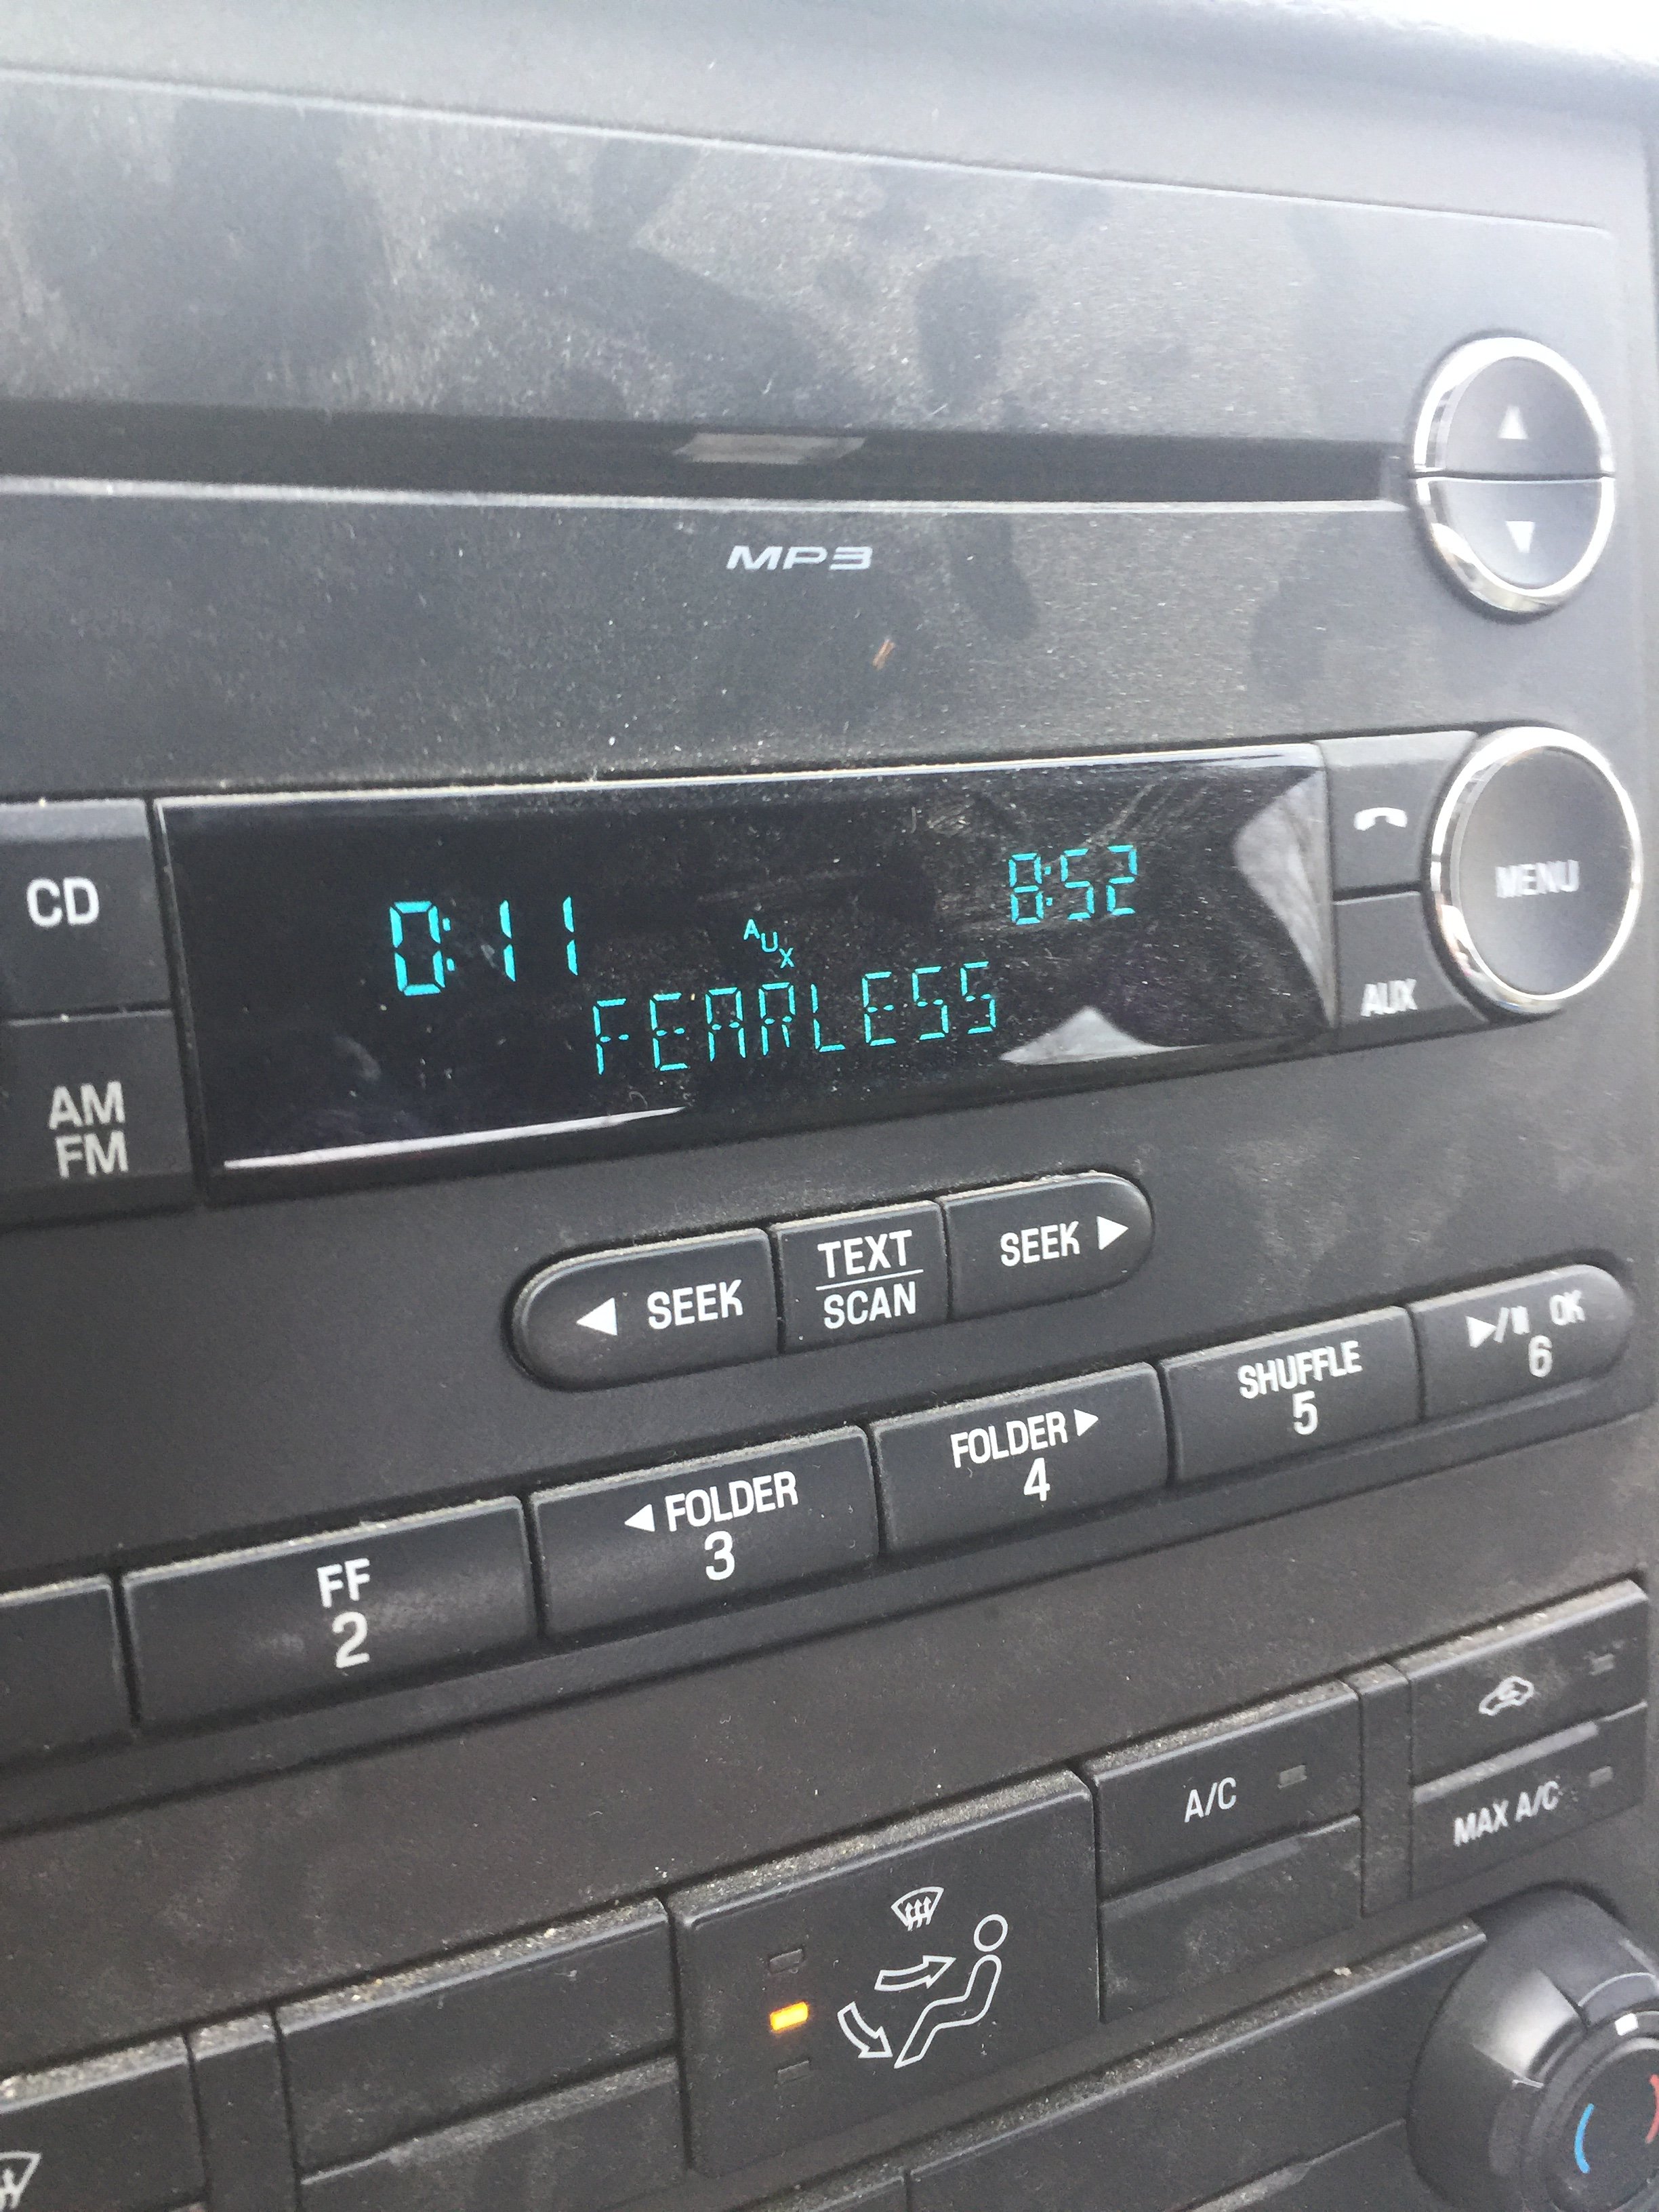 MP3
CD
0:11
AUX
8:52
MENU
FEARLESS
AUX
AM
FM
SEEK
TEXT
SCAN
SEEK
FF
2
FOLDER
3
FOLDER
4
SHUFFLE
5
OK
6
A/C
MAX A/C